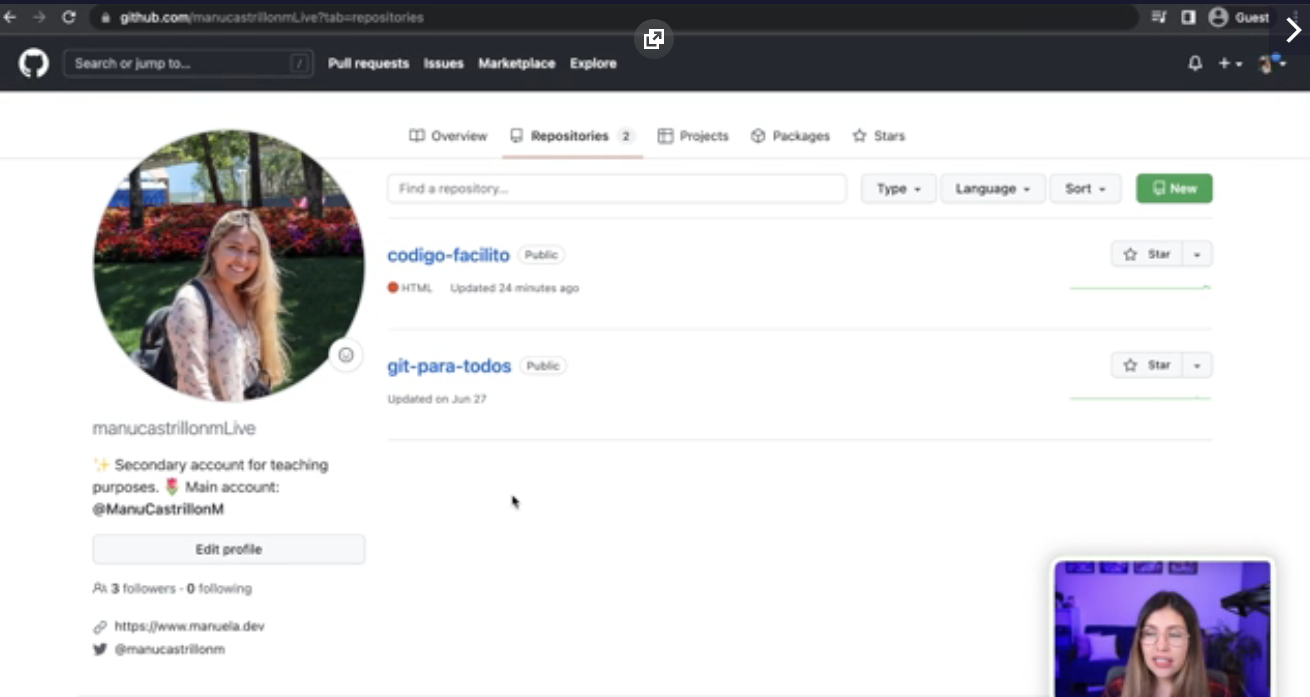 github.com/manucastrillonmLive?tab=repositories
Guest
Search or jump to... /
Pull requests Issues Marketplace Explore
Overview Repositories 2 Projects Packages Stars
Find a repository...
Type Language Sort New
codigo-facilito Public
Star
HTML Updated 24 minutes ago
git-para-todos Public
Star
Updated on Jun 27
manucastrillonmLive
✨ Secondary account for teaching
purposes. 🌷 Main account:
@ManuCastrillonM
Edit profile
3 followers · 0 following
https://www.manuela.dev
@manucastrillonm